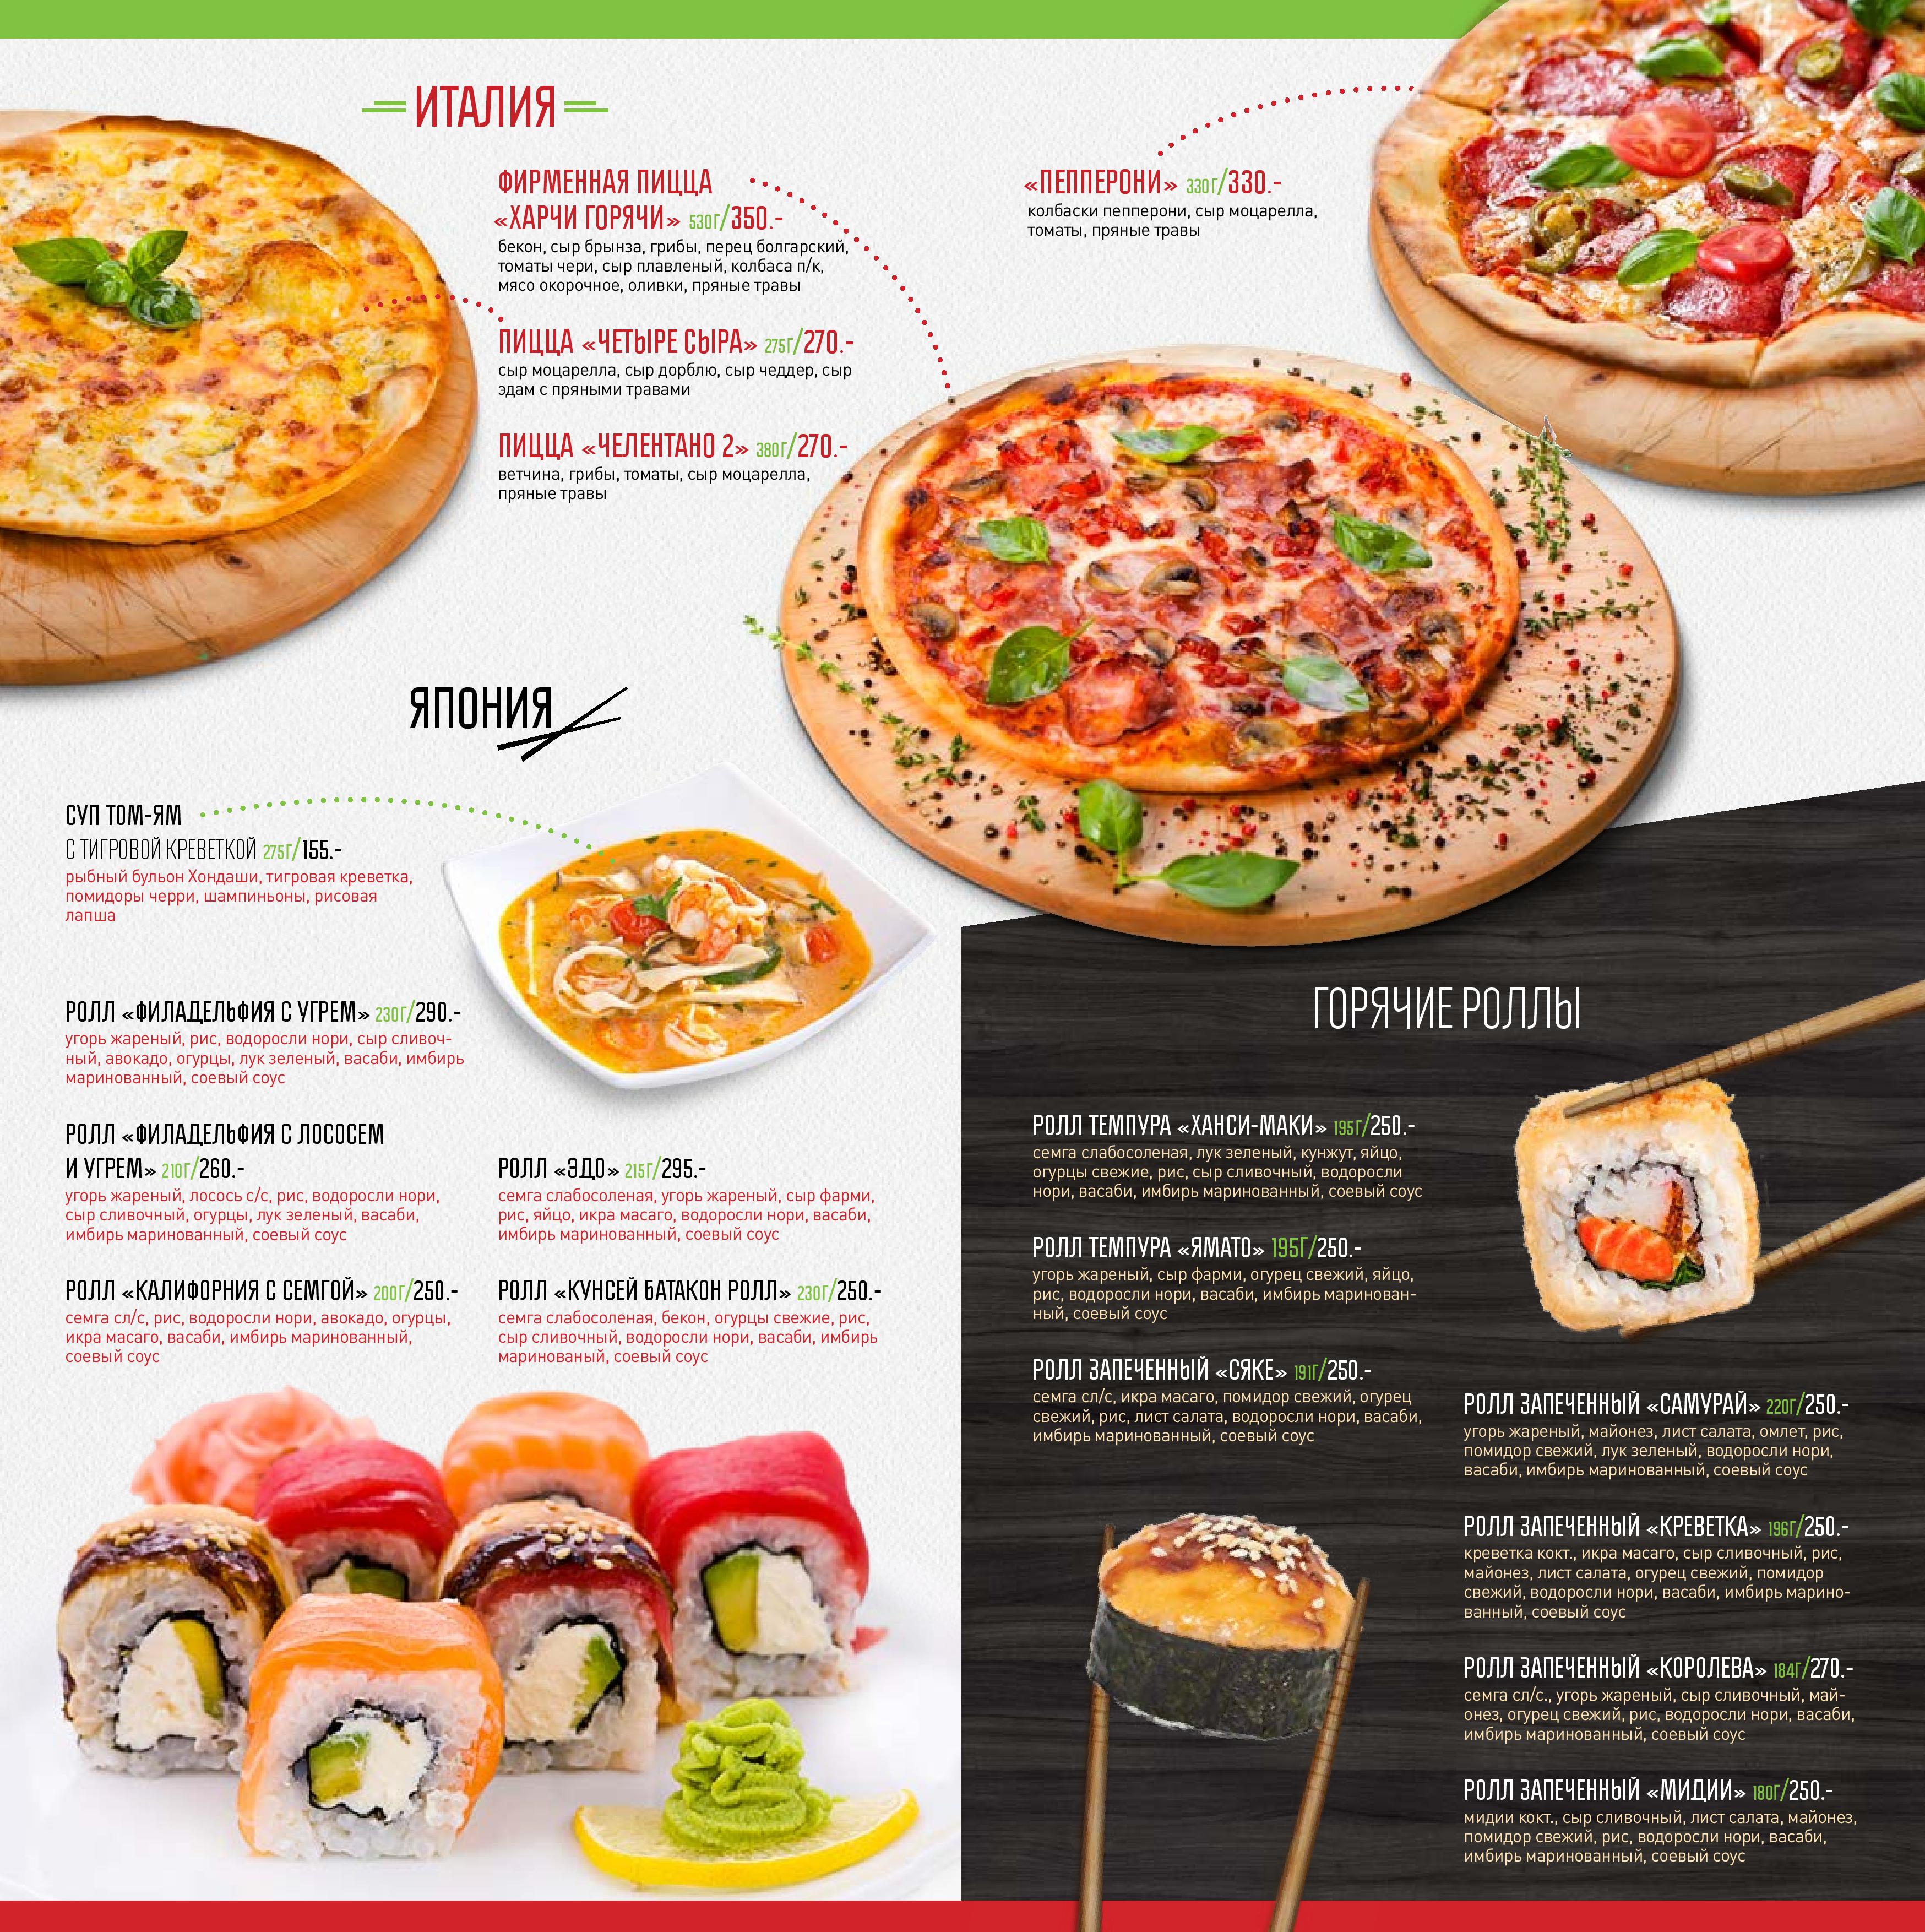 ИТАЛИЯ
ФИРМЕННАЯ ПИЦЦА
«ХАРЧИ ГОРЯЧИ» 530Г/350.-
бекон, сыр брынза, грибы, перец болгарский,
томаты чери, сыр плавленый, колбаса п/к,
мясо окорочное, оливки, пряные травы
ПИЦЦА «ЧЕТЫРЕ СЫРА» 275Г/270.-
сыр моцарелла, сыр дорблю, сыр чеддер, сыр
эдам с пряными травами
ПИЦЦА «ЧЕЛЕНТАНО 2» 380Г/270.-
ветчина, грибы, томаты, сыр моцарелла,
пряные травы
«ПЕППЕРОНИ» 330Г/330.-
колбаски пепперони, сыр моцарелла,
томаты, пряные травы
ЯПОНИЯ
СУП ТОМ-ЯМ
С ТИГРОВОЙ КРЕВЕТКОЙ 275Г/155.-
рыбный бульон Хондаши, тигровая креветка,
помидоры черри, шампиньоны, рисовая
лапша
РОЛЛ «ФИЛАДЕЛЬФИЯ С УГРЕМ» 230Г/290.-
угорь жареный, рис, водоросли нори, сыр сливоч-
ный, авокадо, огурцы, лук зеленый, васаби, имбирь
маринованный, соевый соус
РОЛЛ «ФИЛАДЕЛЬФИЯ С ЛОСОСЕМ
И УГРЕМ» 210Г/260.-
угорь жареный, лосось с/с, рис, водоросли нори,
сыр сливочный, огурцы, лук зеленый, васаби,
имбирь маринованный, соевый соус
РОЛЛ «КАЛИФОРНИЯ С СЕМГОЙ» 200Г/250.-
семга сл/с, рис, водоросли нори, авокадо, огурцы,
икра масаго, васаби, имбирь маринованный,
соевый соус
РОЛЛ «ЭДО» 215Г/295.-
семга слабосоленая, угорь жареный, сыр фарми,
рис, яйцо, икра масаго, водоросли нори, васаби,
имбирь маринованный, соевый соус
РОЛЛ «КУНСЕЙ БАТАКОН РОЛЛ» 230Г/250.-
семга слабосоленая, бекон, огурцы свежие, рис,
сыр сливочный, водоросли нори, васаби, имбирь
маринованый, соевый соус
ГОРЯЧИЕ РОЛЛЫ
РОЛЛ ТЕМПУРА «ХАНСИ-МАКИ» 195Г/250.-
семга слабосоленая, лук зеленый, кунжут, яйцо,
огурцы свежие, рис, сыр сливочный, водоросли
нори, васаби, имбирь маринованный, соевый соус
РОЛЛ ТЕМПУРА «ЯМАТО» 195Г/250.-
угорь жареный, сыр фарми, огурец свежий, яйцо,
рис, водоросли нори, васаби, имбирь маринован-
ный, соевый соус
РОЛЛ ЗАПЕЧЕННЫЙ «СЯКЕ» 191Г/250.-
семга сл/с, икра масаго, помидор свежий, огурец
свежий, рис, лист салата, водоросли нори, васаби,
имбирь маринованный, соевый соус
РОЛЛ ЗАПЕЧЕННЫЙ «САМУРАЙ» 220Г/250.-
угорь жареный, майонез, лист салата, омлет, рис,
помидор свежий, лук зеленый, водоросли нори,
васаби, имбирь маринованный, соевый соус
РОЛЛ ЗАПЕЧЕННЫЙ «КРЕВЕТКА» 196Г/250.-
креветка кокт., икра масаго, сыр сливочный, рис,
майонез, лист салата, огурец свежий, помидор
свежий, водоросли нори, васаби, имбирь марино-
ванный, соевый соус
РОЛЛ ЗАПЕЧЕННЫЙ «КОРОЛЕВА» 184Г/270.-
семга сл/с., угорь жареный, сыр сливочный, май-
онез, огурец свежий, рис, водоросли нори, васаби,
имбирь маринованный, соевый соус
РОЛЛ ЗАПЕЧЕННЫЙ «МИДИИ» 180Г/250.-
мидии кокт., сыр сливочный, лист салата, майонез,
помидор свежий, рис, водоросли нори, васаби,
имбирь маринованный, соевый соус